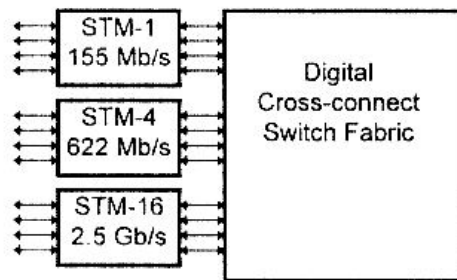 STM-1
155 Mb/s
STM-4
622 Mb/s
STM-16
2.5 Gb/s
Digital
Cross-connect
Switch Fabric